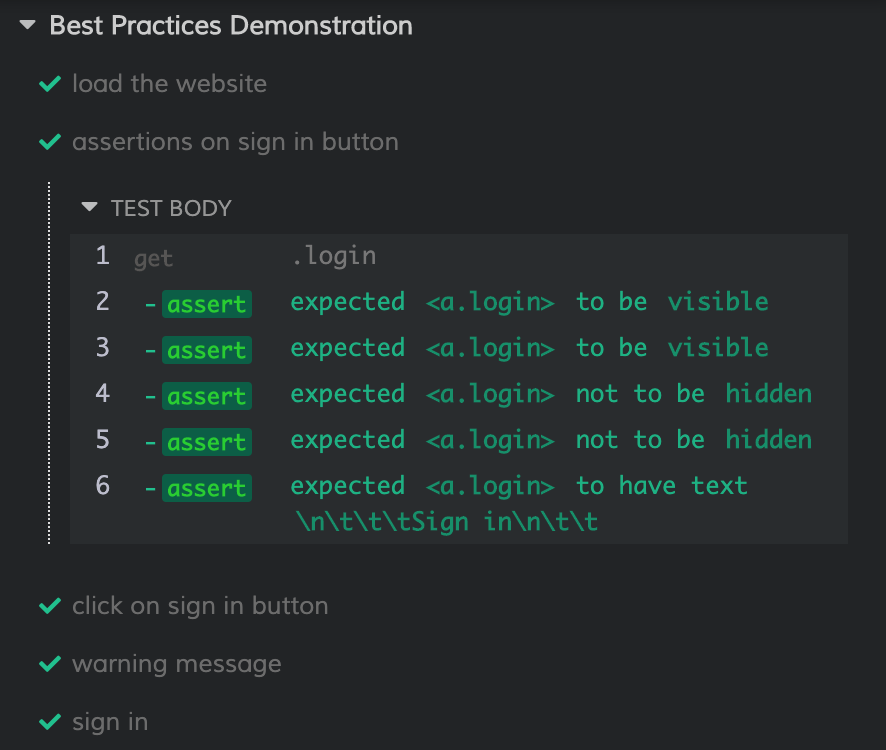 Best Practices Demonstration
load the website
assertions on sign in button
TEST BODY
1 get .login
2 -assert expected <a.login> to be visible
3 -assert expected <a.login> to be visible
4 -assert expected <a.login> not to be hidden
5 -assert expected <a.login> not to be hidden
6 -assert expected <a.login> to have text
\n\t\t\tSign in\n\t\t
click on sign in button
warning message
sign in